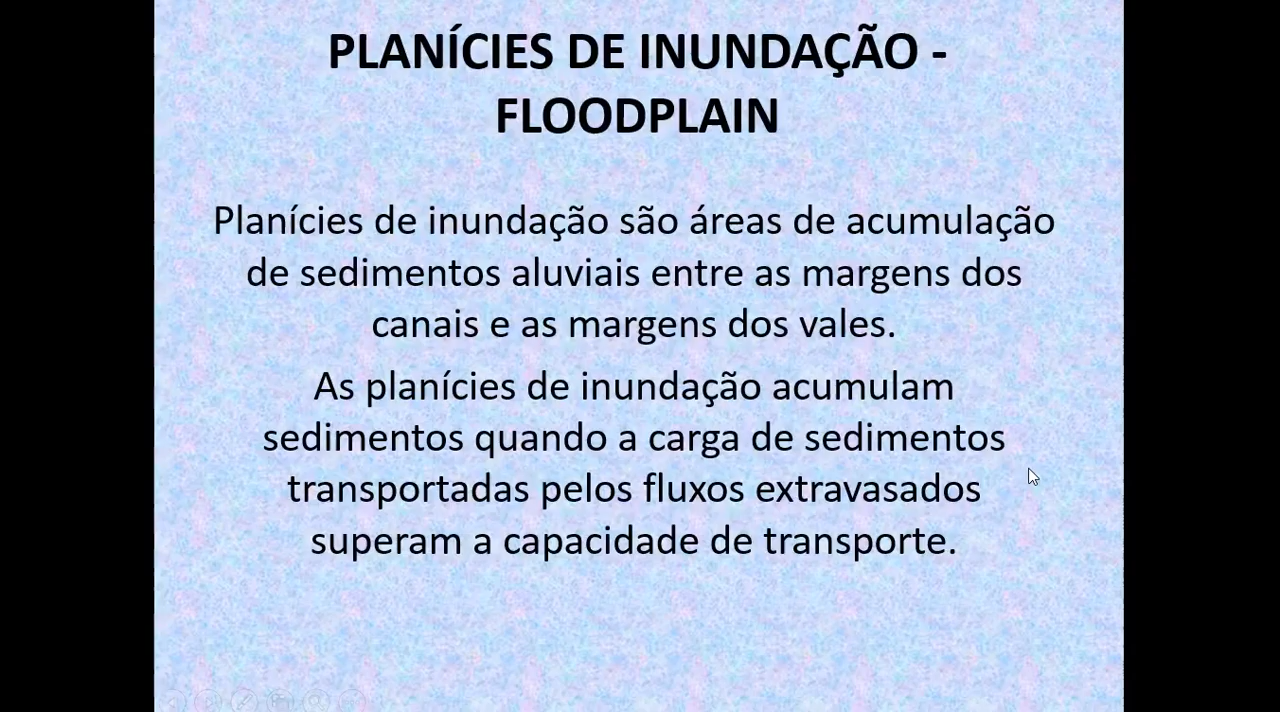 PLANÍCIES DE INUNDAÇÃO -
FLOODPLAIN
Planícies de inundação são áreas de acumulação
de sedimentos aluviais entre as margens dos
canais e as margens dos vales.
As planícies de inundação acumulam
sedimentos quando a carga de sedimentos
transportadas pelos fluxos extravasados
superam a capacidade de transporte.